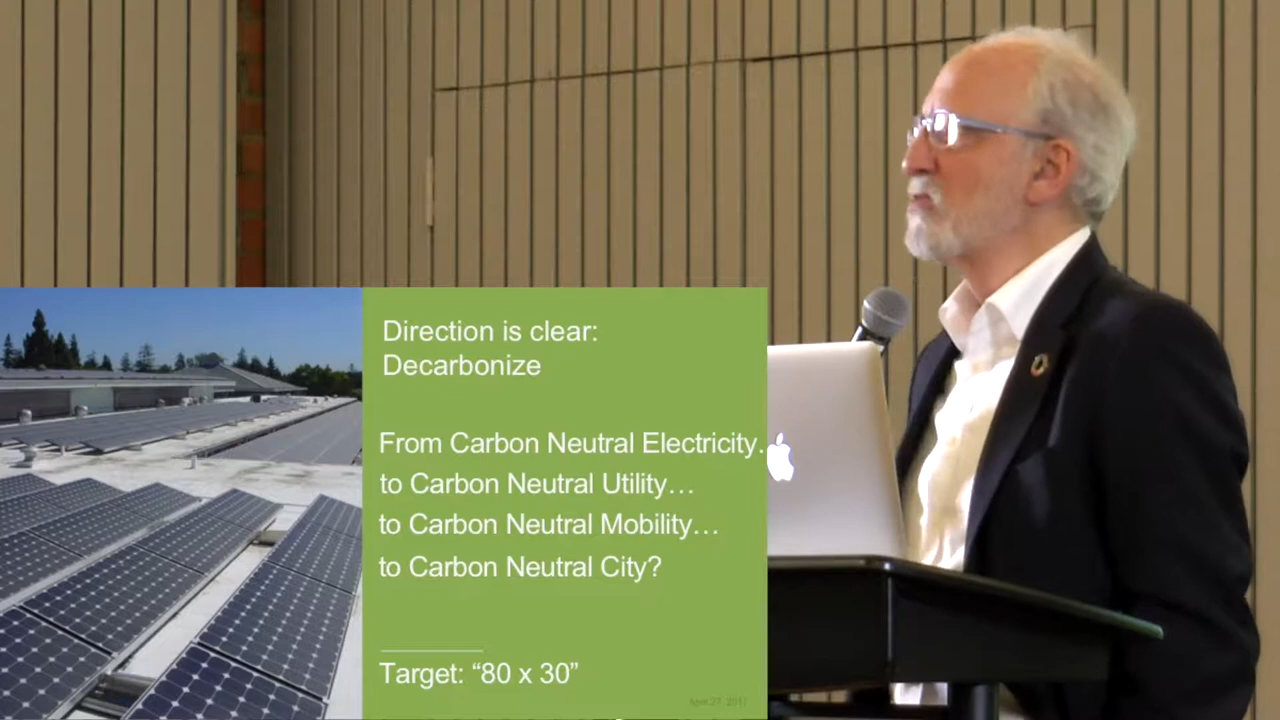 Direction is clear:
Decarbonize
From Carbon Neutral Electricity.
to Carbon Neutral Utility…
to Carbon Neutral Mobility…
to Carbon Neutral City?
Target: “80 x 30”